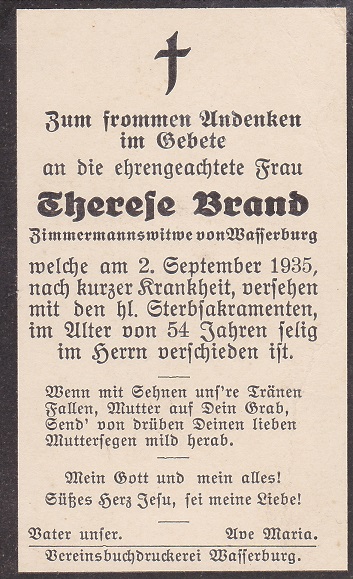 Zum frommen Andenken
im Gebete
an die ehrengeachtete Frau
Therese Brand
Zimmermannswitwe von Wasserburg
welche am 2. September 1935,
nach kurzer Krankheit, versehen
mit den hl. Sterbsakramenten,
im Alter von 54 Jahren selig
im Herrn verschieden ist.
Wenn mit Sehnen uns're Tränen
Fallen, Mutter auf Dein Grab,
Send' von drüben Deinen lieben
Muttersegen mild herab.
Mein Gott und mein alles!
Süßes Herz Jesu, sei meine Liebe!
Vater unser. Ave Maria.
Vereinsbuchdruckerei Wasserburg.